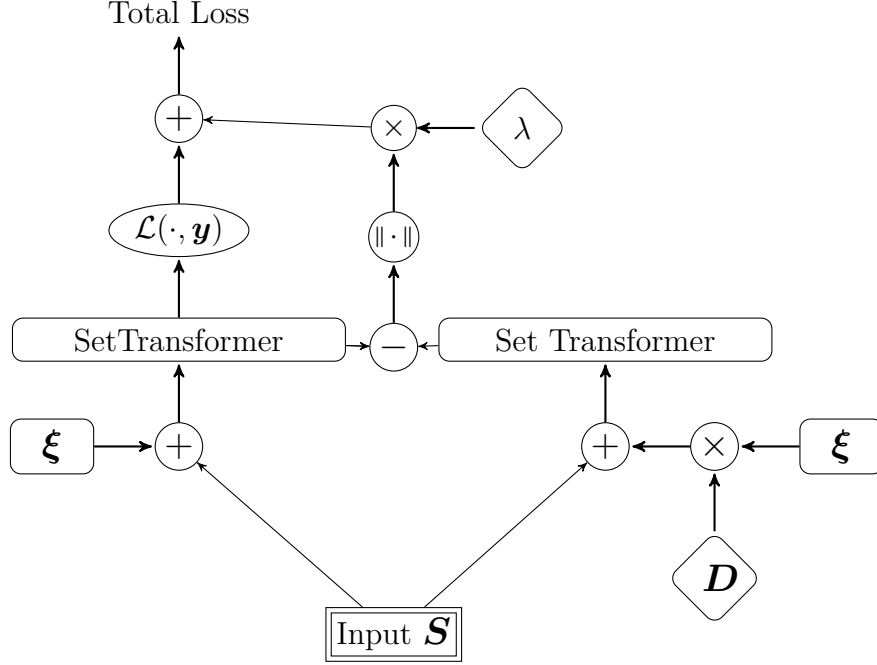 Total Loss
+
×
λ
𝓛(·, 𝒚)
‖ · ‖
SetTransformer
−
Set Transformer
𝝃
+
+
×
𝝃
𝑫
Input 𝑺